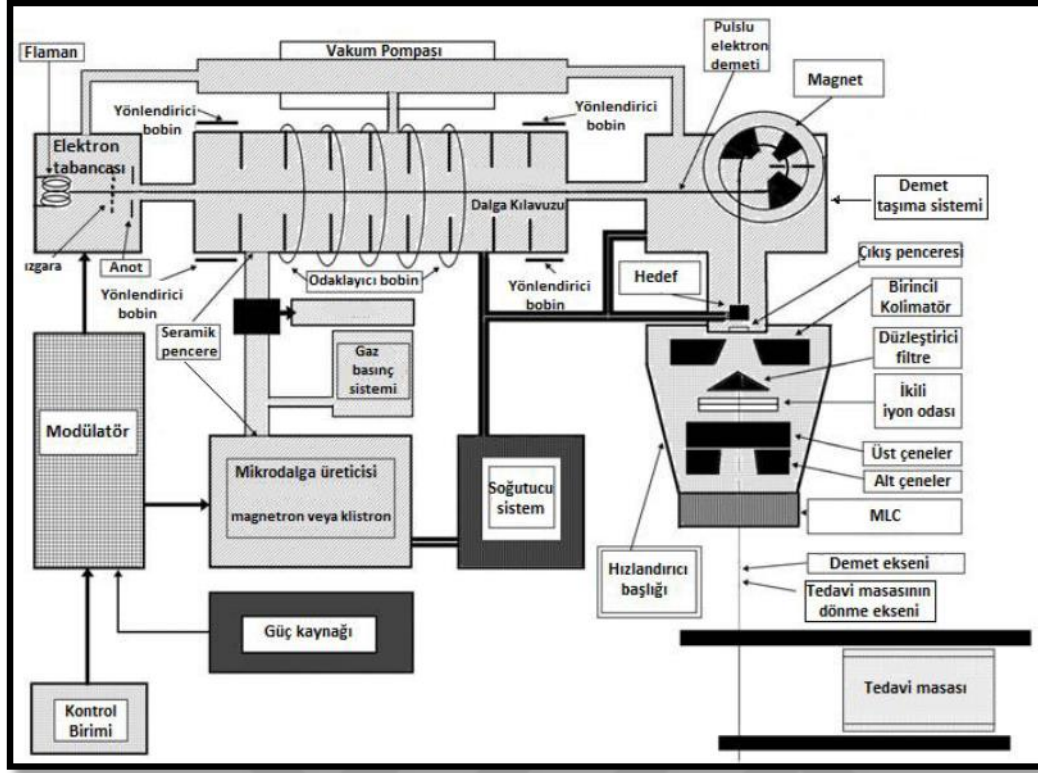 Flaman
Vakum Pompası
Pulslu
elektron
demeti
Magnet
Yönlendirici
bobin
Yönlendirici
bobin
Elektron
tabancası
Dalga Kılavuzu
Demet
taşıma sistemi
ızgara
Anot
Yönlendirici
bobin
Odaklayıcı bobin
Yönlendirici
bobin
Hedef
Çıkış penceresi
Birincil
Kolimatör
Seramik
pencere
Gaz
basınç
sistemi
Düzleştirici
filtre
İkili
iyon odası
Modülatör
Mikrodalga üreticisi
magnetron veya klistron
Soğutucu
sistem
Üst çeneler
Alt çeneler
MLC
Hızlandırıcı
başlığı
Demet ekseni
Tedavi masasının
dönme ekseni
Güç kaynağı
Tedavi masası
Kontrol
Birimi